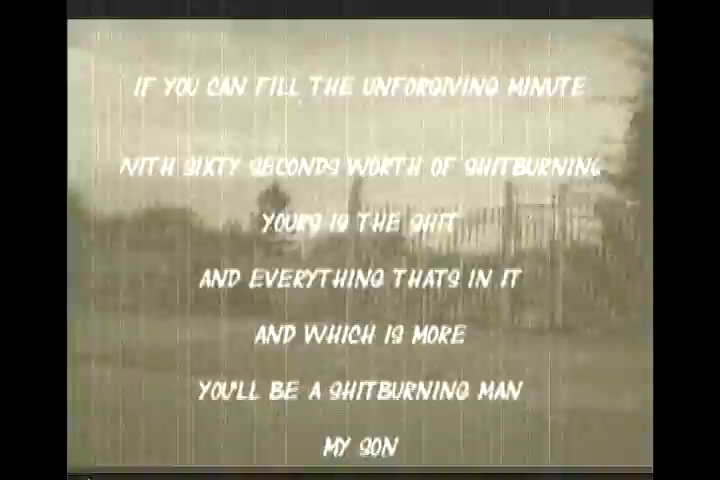 IF YOU CAN FILL THE UNFORGIVING MINUTE
WITH SIXTY SECONDS WORTH OF SHITBURNING
YOURS IS THE SHIT
AND EVERYTHING THATS IN IT
AND WHICH IS MORE
YOU'LL BE A SHITBURNING MAN
MY SON